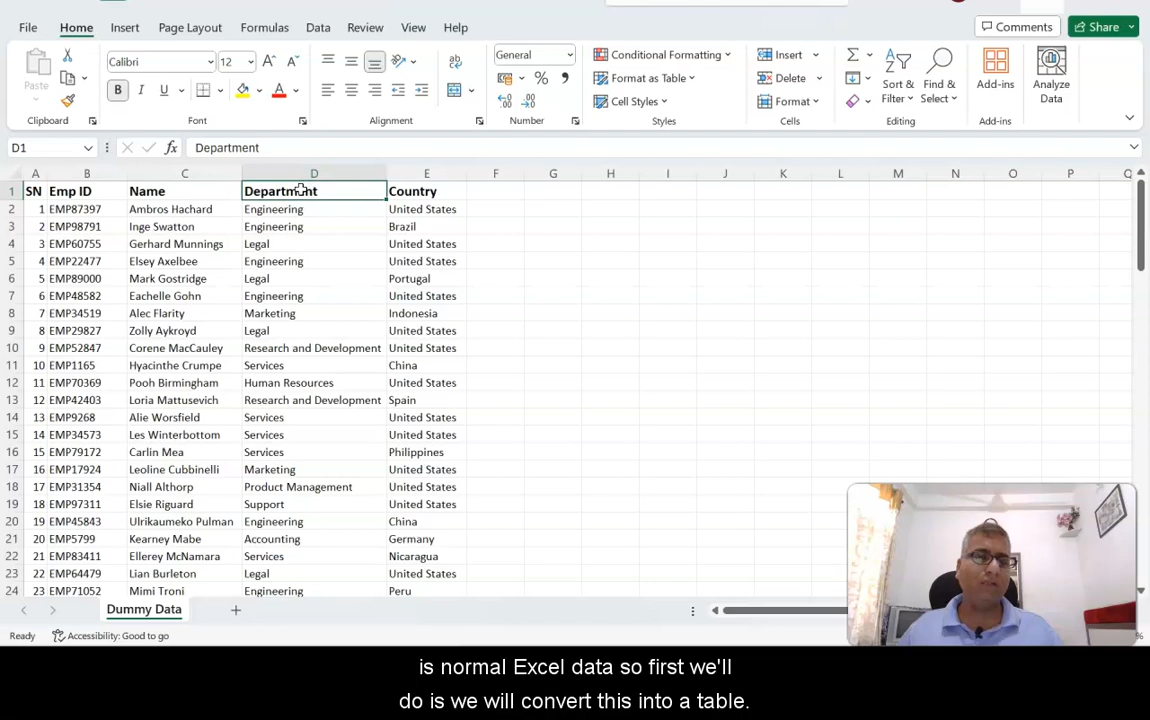 File Home Insert Page Layout Formulas Data Review View Help Comments Share
Calibri 12 General Conditional Formatting Insert
Paste B I U A % Format as Table Delete Sort & Find & Add-ins Analyze
Cell Styles Format Filter Select Data
Clipboard Font Alignment Number Styles Cells Editing Add-ins
D1 fx Department
A B C D E F G H I J K L M N O P Q
1 SN Emp ID Name Department Country
2 1 EMP87397 Ambros Hachard Engineering United States
3 2 EMP98791 Inge Swatton Engineering Brazil
4 3 EMP60755 Gerhard Munnings Legal United States
5 4 EMP22477 Elsey Axelbee Engineering United States
6 5 EMP89000 Mark Gostridge Legal Portugal
7 6 EMP48582 Eachelle Gohn Engineering United States
8 7 EMP34519 Alec Flarity Marketing Indonesia
9 8 EMP29827 Zolly Aykroyd Legal United States
10 9 EMP52847 Corene MacCauley Research and Development United States
11 10 EMP1165 Hyacinthe Crumpe Services China
12 11 EMP70369 Pooh Birmingham Human Resources United States
13 12 EMP42403 Loria Mattusevich Research and Development Spain
14 13 EMP9268 Alie Worsfield Services United States
15 14 EMP34573 Les Winterbottom Services United States
16 15 EMP79172 Carlin Mea Services Philippines
17 16 EMP17924 Leoline Cubbinelli Marketing United States
18 17 EMP31354 Niall Althorp Product Management United States
19 18 EMP97311 Elsie Riguard Support United States
20 19 EMP45843 Ulrikaumeko Pulman Engineering China
21 20 EMP5799 Kearney Mabe Accounting Germany
22 21 EMP83411 Ellerey McNamara Services Nicaragua
23 22 EMP64479 Lian Burleton Legal United States
24 23 EMP71052 Mimi Troni Engineering Peru
Dummy Data
Ready Accessibility: Good to go %
is normal Excel data so first we'll
do is we will convert this into a table.